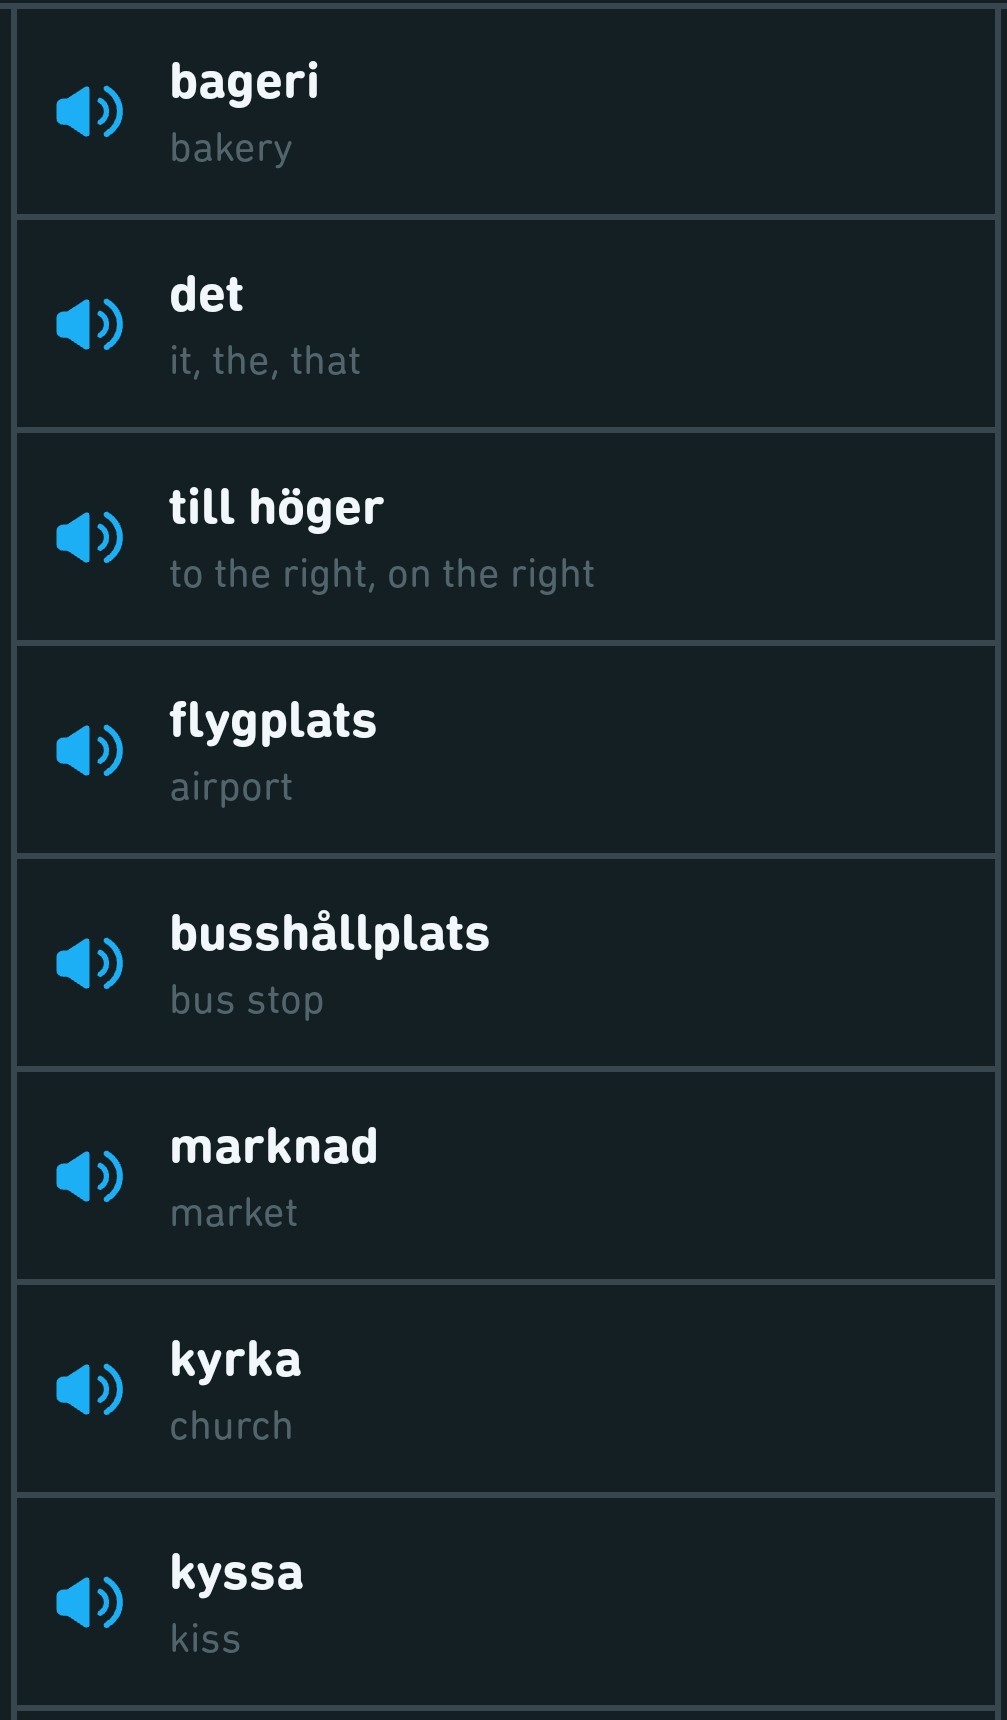 bageri
bakery
det
it, the, that
till höger
to the right, on the right
flygplats
airport
busshållplats
bus stop
marknad
market
kyrka
church
kyssa
kiss